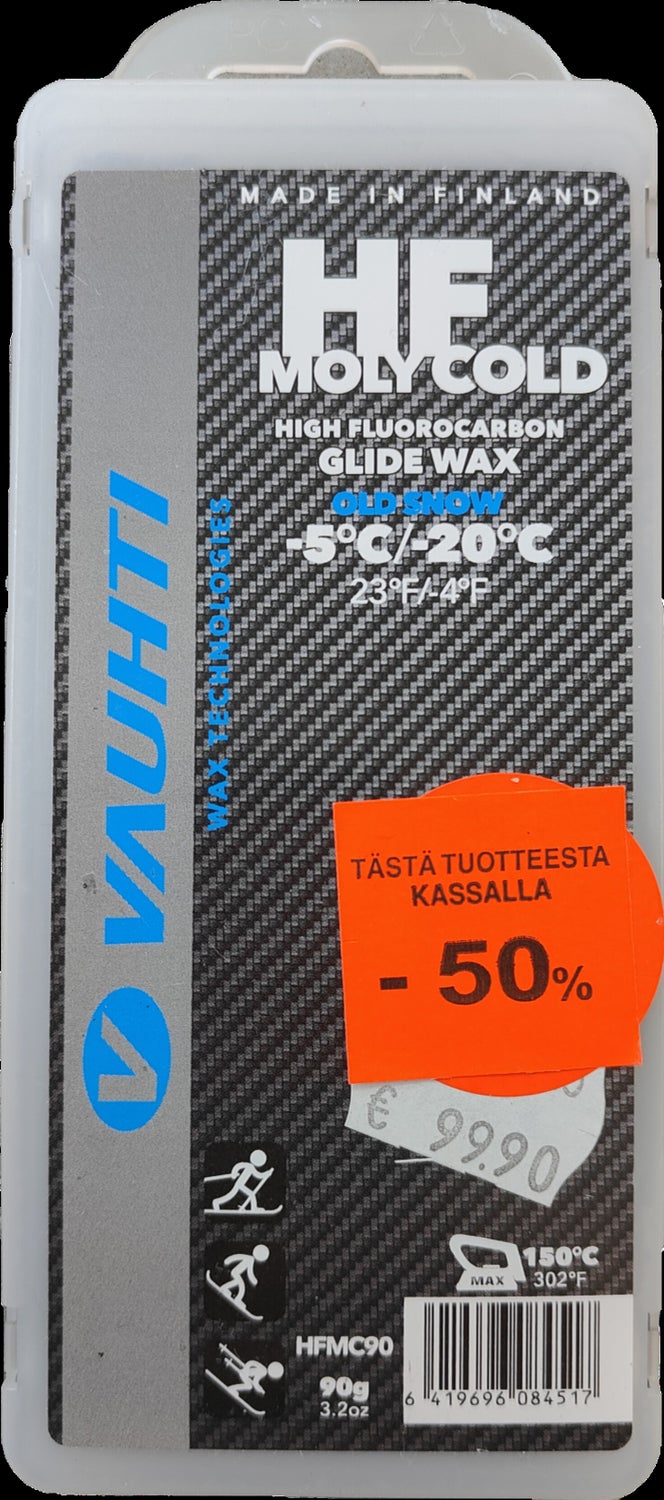 PC
MADE IN FINLAND
HF
MOLY COLD
HIGH FLUOROCARBON
GLIDE WAX
OLD SNOW
-5°C/-20°C
23°F/-4°F
VAUHTI
WAX TECHNOLOGIES
V
TÄSTÄ TUOTTEESTA
KASSALLA
- 50%
€ 99.90
150°C
MAX
302°F
HFMC90
90g
3.2oz
6 419696 084517